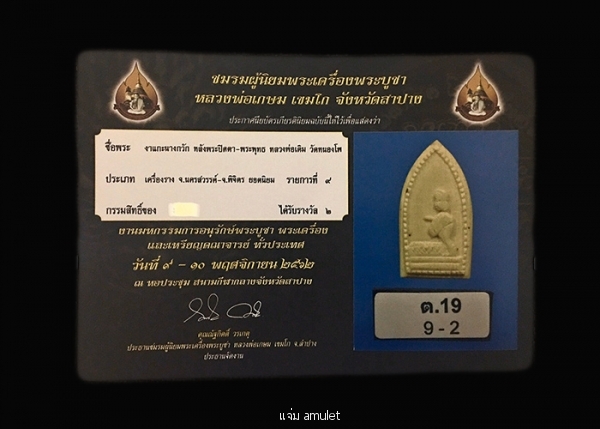 ชมรมผู้นิยมพระเครื่องพระบูชา
หลวงพ่อเกษม เขมโก จังหวัดลำปาง
ประกาศนียบัตรเกียรตินิยมฉบับนี้ให้ไว้เพื่อแสดงว่า
ชื่อพระ งาแกะนางกวัก หลังพระปิดตา-พระพุทธ หลวงพ่อเดิม วัดหนองโพ
ประเภท เครื่องราง จ.นครสวรรค์-จ.พิจิตร ยอดนิยม รายการที่ ๙
กรรมสิทธิ์ของ ได้รับรางวัล ๒
งานมหกรรมการอนุรักษ์พระบูชา พระเครื่อง
และเหรียญคณาจารย์ ทั่วประเทศ
วันที่ ๙ - ๑๐ พฤศจิกายน ๒๕๖๒
ณ หอประชุม สนามกีฬากลางจังหวัดลำปาง
คุณณัฐกิตติ์ วรเกตุ
ประธานชมรมผู้นิยมพระเครื่องพระบูชา หลวงพ่อเกษม เขมโก จ.ลำปาง
ประธานจัดงาน
ต.19
9-2
แจ่ม amulet